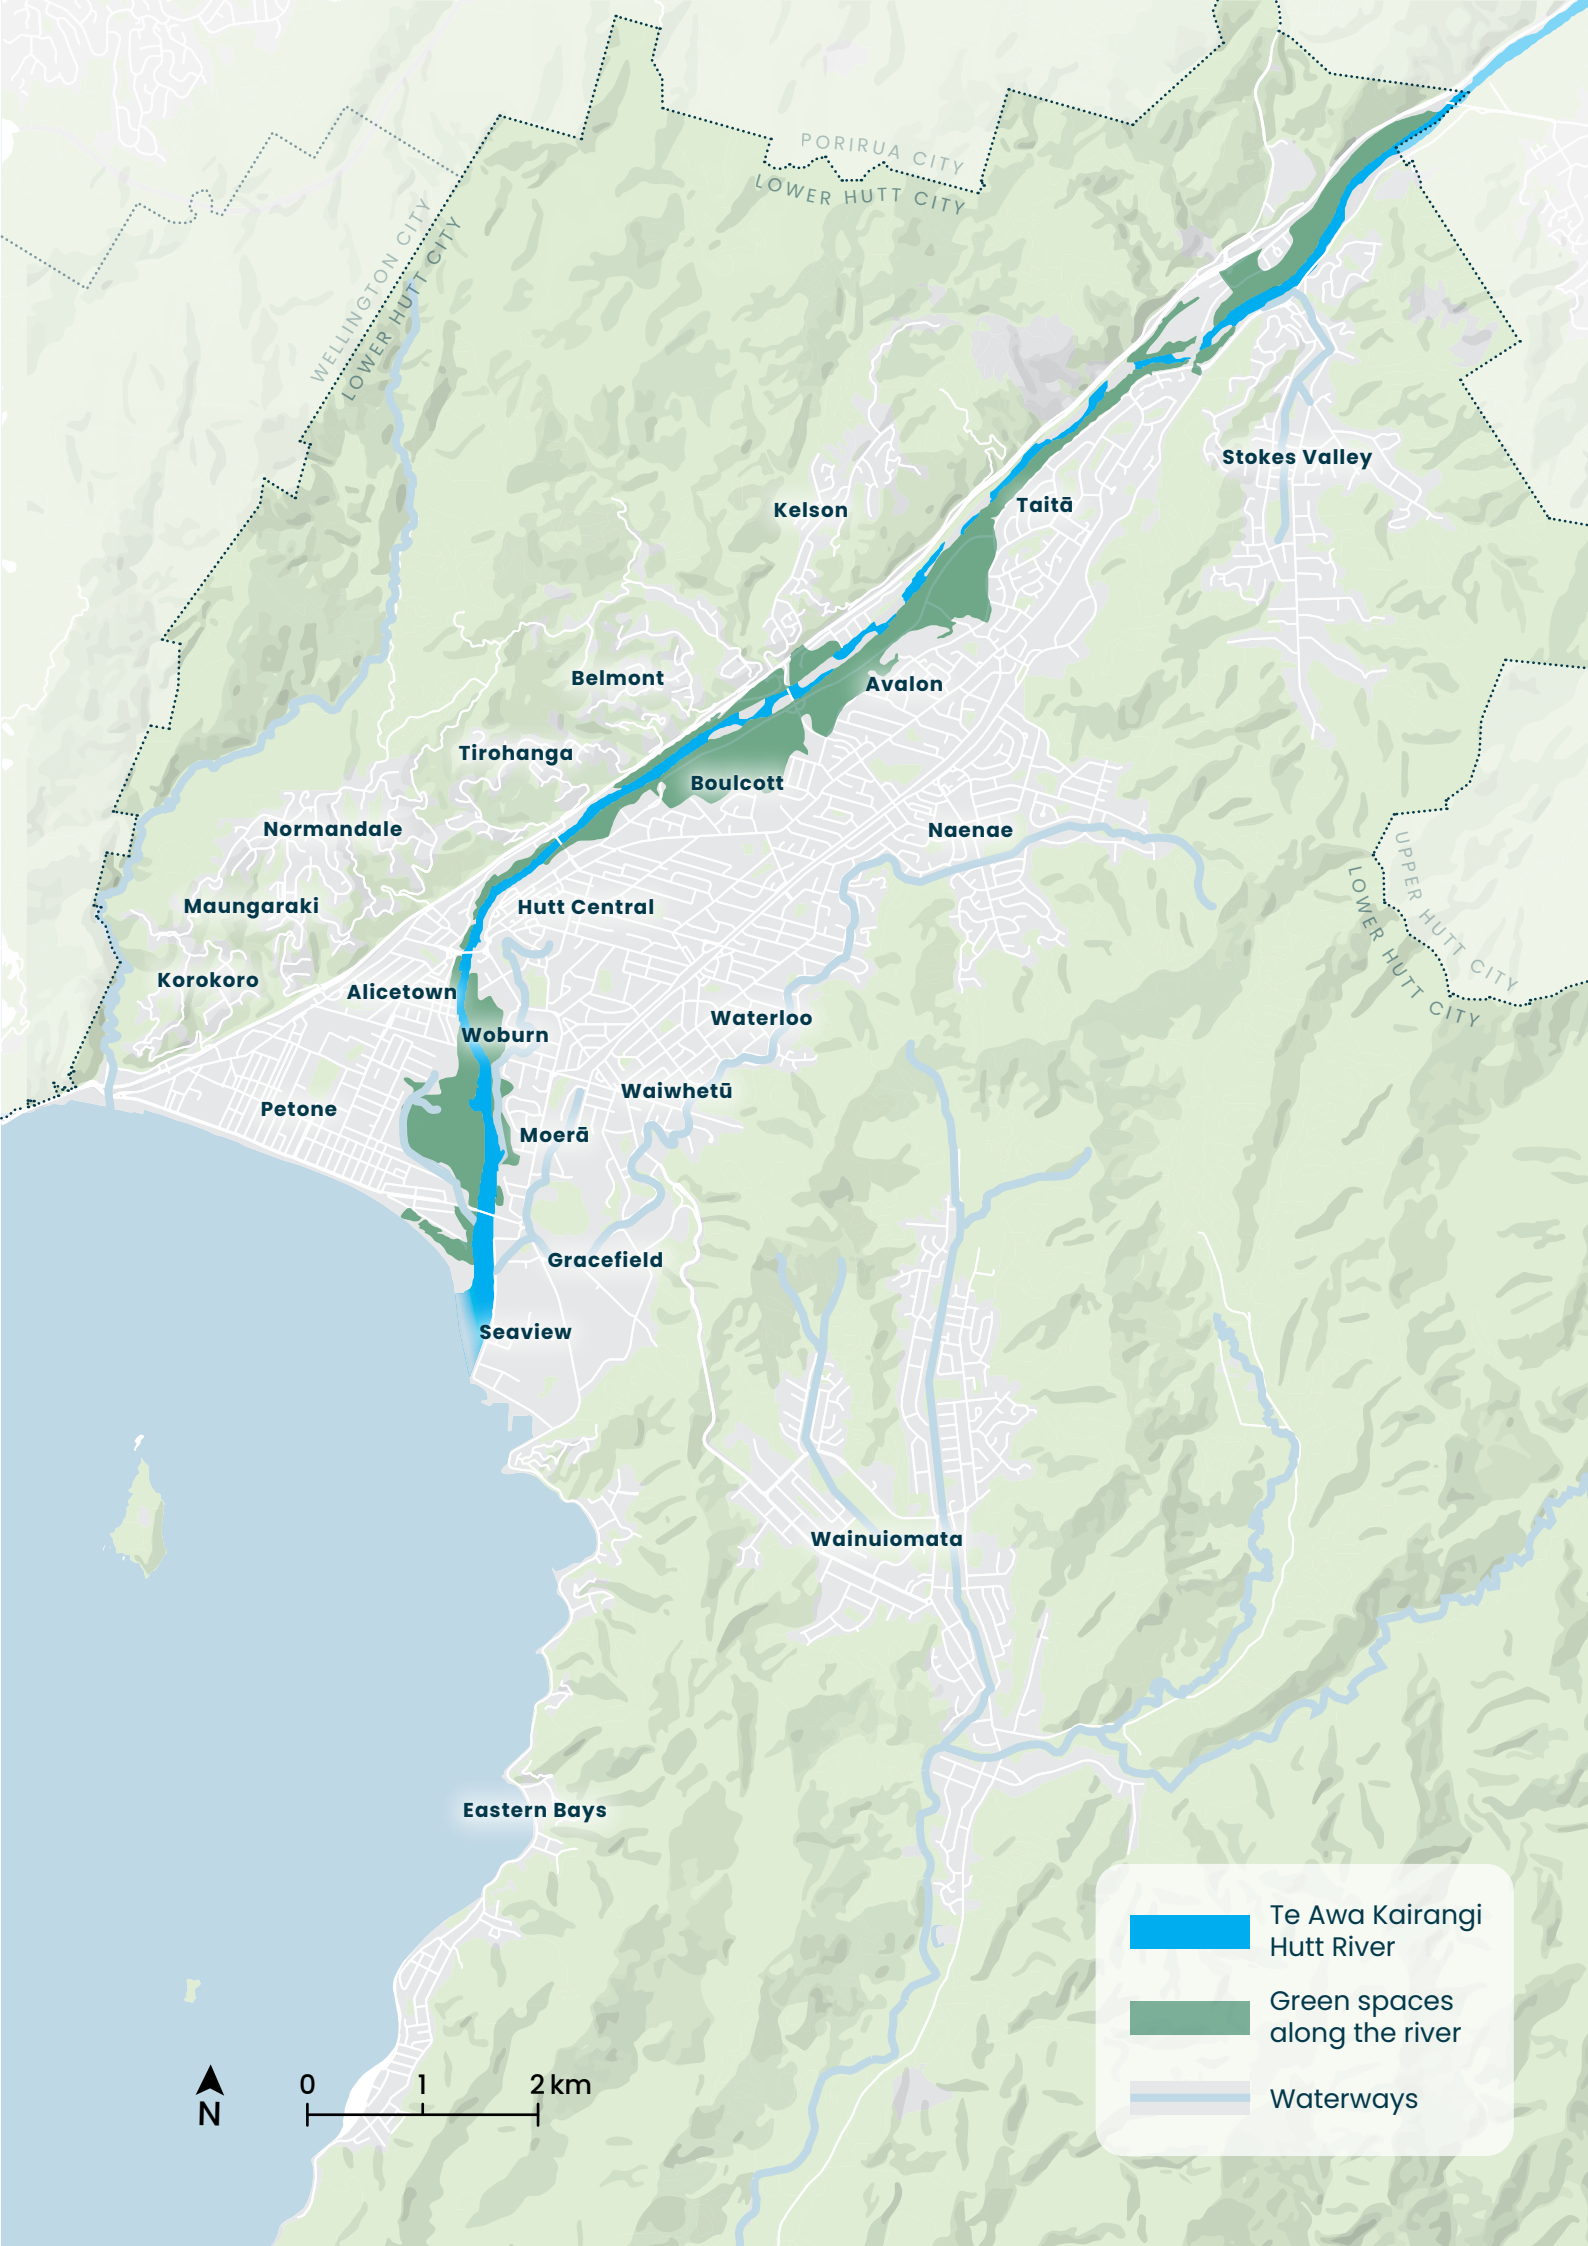 PORIRUA CITY
LOWER HUTT CITY
WELLINGTON CITY
LOWER HUTT CITY
Stokes Valley
Kelson
Taitā
Belmont
Avalon
Tirohanga
Boulcott
Normandale
Naenae
UPPER HUTT CITY
LOWER HUTT CITY
Maungaraki
Hutt Central
Korokoro
Alicetown
Waterloo
Woburn
Waiwhetū
Petone
Moerā
Gracefield
Seaview
Wainuiomata
Eastern Bays
Te Awa Kairangi
Hutt River
Green spaces
along the river
Waterways
0 1 2 km
N